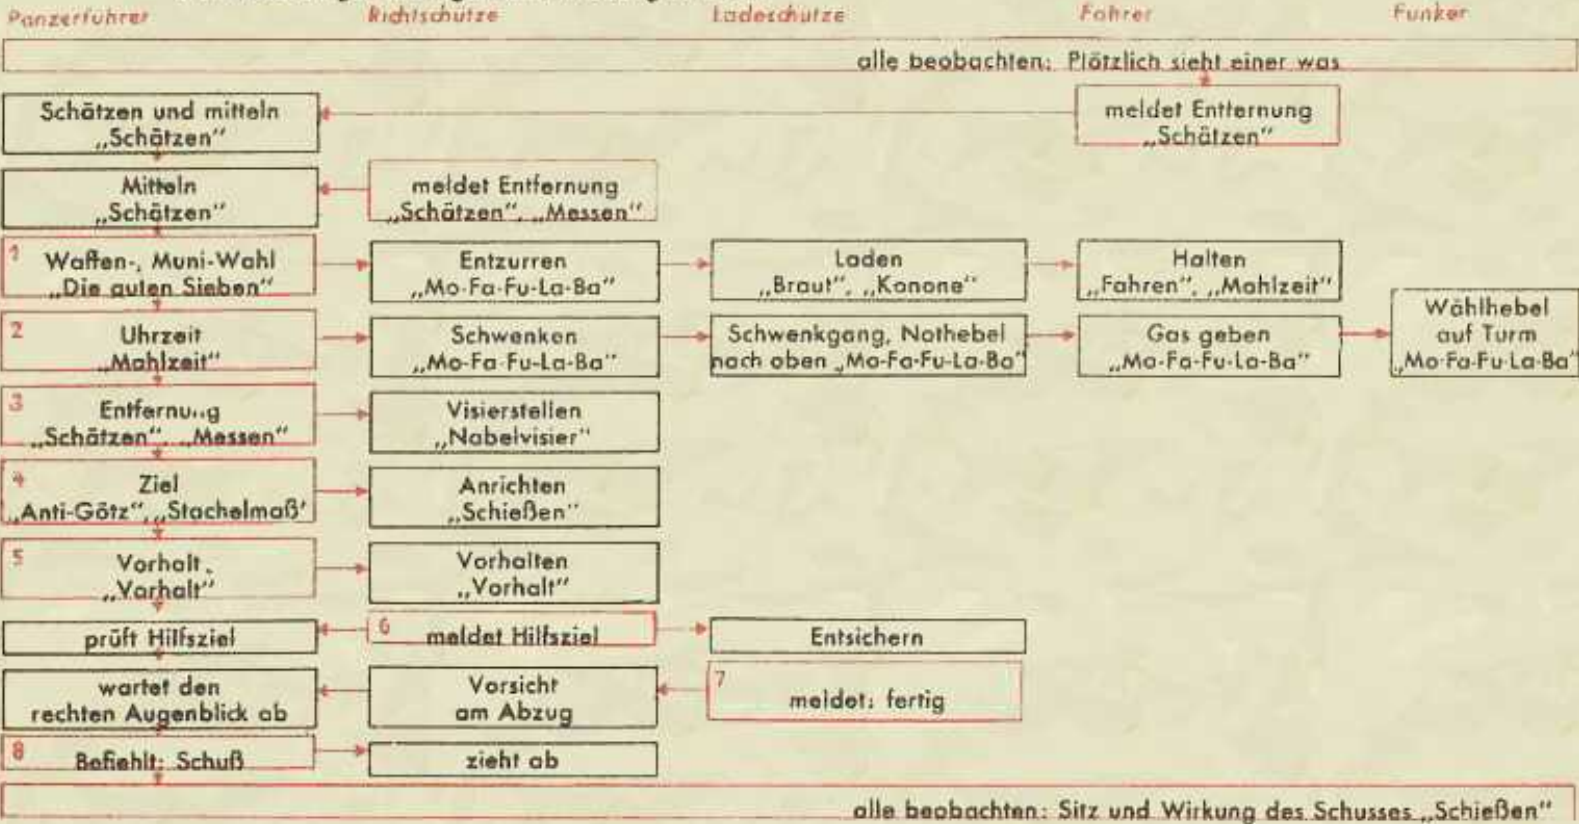 Panzerführer Richtschütze Ladeschütze Fahrer Funker
alle beobachten: Plötzlich sieht einer was
Schätzen und mitteln
„Schätzen“
meldet Entfernung
„Schätzen“
Mitteln
„Schätzen“
meldet Entfernung
„Schätzen“, „Messen“
1
Waffen-, Muni-Wahl
„Die guten Sieben“
Entzurren
„Mo-Fa-Fu-La-Ba“
Laden
„Braut“, „Konone“
Halten
„Fahren“, „Mahlzeit“
2
Uhrzeit
„Mahlzeit“
Schwenken
„Mo-Fa-Fu-La-Ba“
Schwenkgang, Nothebel
nach oben „Mo-Fa-Fu-La-Ba“
Gas geben
„Mo-Fa-Fu-La-Ba“
Wählhebel
auf Turm
„Mo-Fa-Fu-La-Ba“
3
Entfernung
„Schätzen“, „Messen“
Visierstellen
„Nabelvisier“
4
Ziel
„Anti-Götz“, „Stachelmaß“
Anrichten
„Schießen“
5
Vorhalt
„Vorhalt“
Vorhalten
„Vorhalt“
prüft Hilfsziel
6
meldet Hilfsziel
Entsichern
wartet den
rechten Augenblick ab
Vorsicht
am Abzug
7
meldet: fertig
8
Befiehlt: Schuß
zieht ab
alle beobachten: Sitz und Wirkung des Schusses „Schießen“